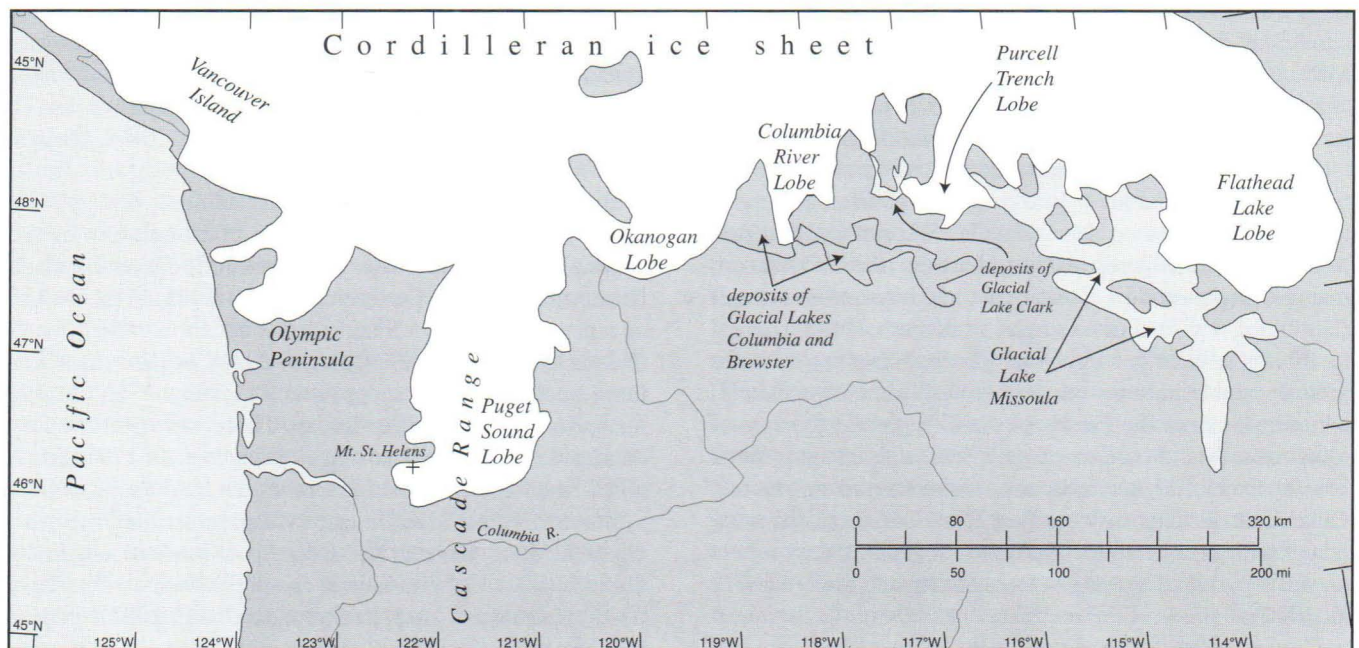 Cordilleran ice sheet
45°N
Vancouver
Island
Purcell
Trench
Lobe
Columbia
River
Lobe
48°N
Flathead
Lake
Lobe
Okanogan
Lobe
deposits of
Glacial
Lake Clark
deposits of
Glacial Lakes
Columbia and
Brewster
Olympic
Peninsula
47°N
Glacial
Lake
Missoula
Pacific Ocean
Cascade Range
Puget
Sound
Lobe
Mt. St. Helens
46°N
Columbia R.
0 80 160 320 km
0 50 100 200 mi
45°N
125°W 124°W 123°W 122°W 121°W 120°W 119°W 118°W 117°W 116°W 115°W 114°W